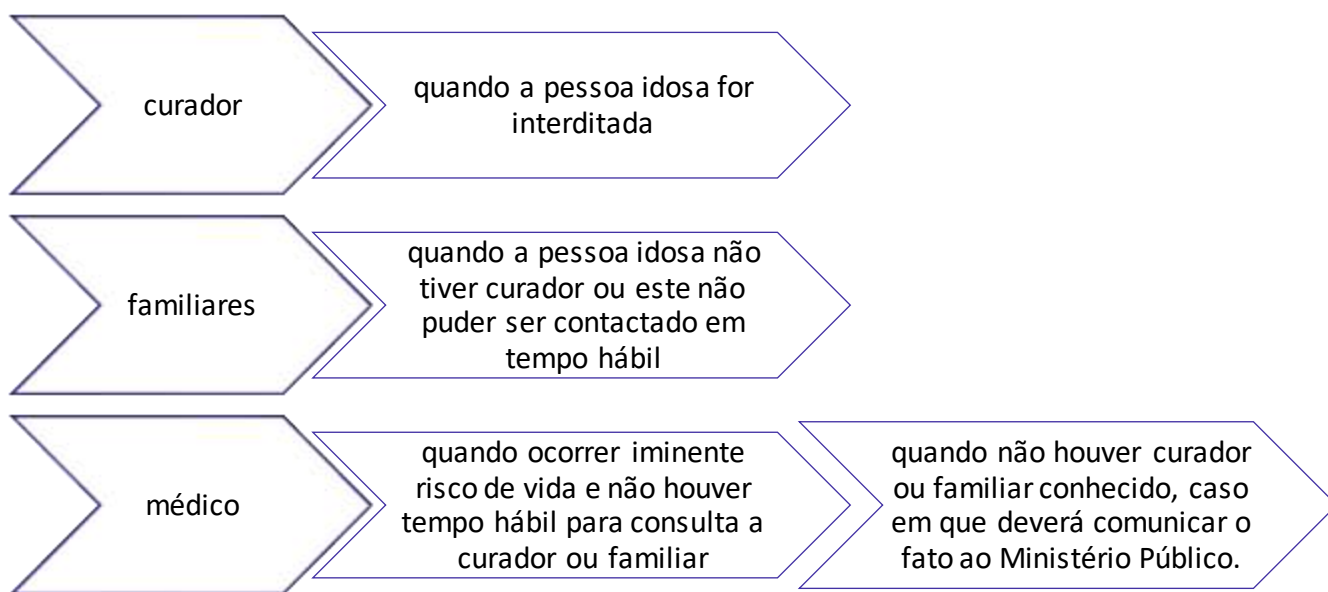 curador
quando a pessoa idosa for
interditada
familiares
quando a pessoa idosa não
tiver curador ou este não
puder ser contactado em
tempo hábil
médico
quando ocorrer iminente
risco de vida e não houver
tempo hábil para consulta a
curador ou familiar
quando não houver curador
ou familiar conhecido, caso
em que deverá comunicar o
fato ao Ministério Público.